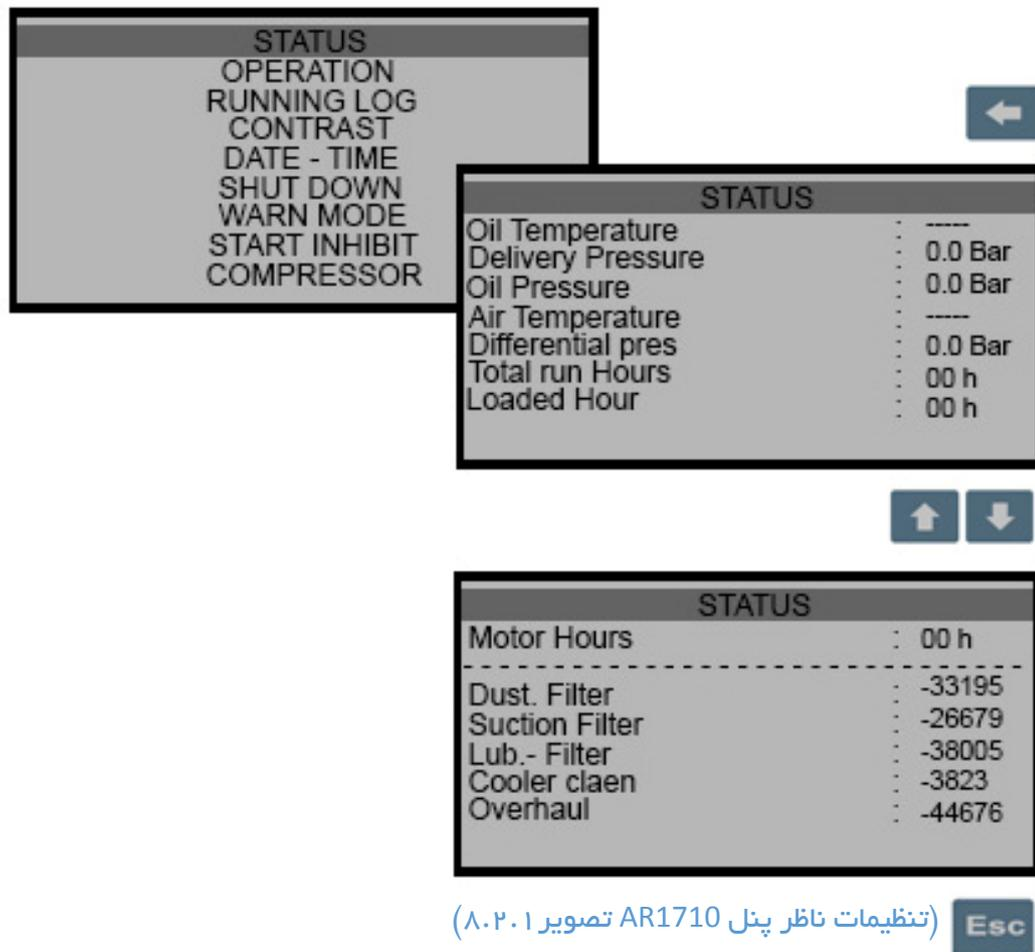 STATUS
OPERATION
RUNNING LOG
CONTRAST
DATE - TIME
SHUT DOWN
WARN MODE
START INHIBIT
COMPRESSOR
STATUS
Oil Temperature : -----
Delivery Pressure : 0.0 Bar
Oil Pressure : 0.0 Bar
Air Temperature : -----
Differential pres : 0.0 Bar
Total run Hours : 00 h
Loaded Hour : 00 h
STATUS
Motor Hours : 00 h
Dust. Filter : -33195
Suction Filter : -26679
Lub.- Filter : -38005
Cooler claen : -3823
Overhaul : -44676
(تنظیمات ناظر پنل AR1710 تصویر ۸.۲.۱)
Esc